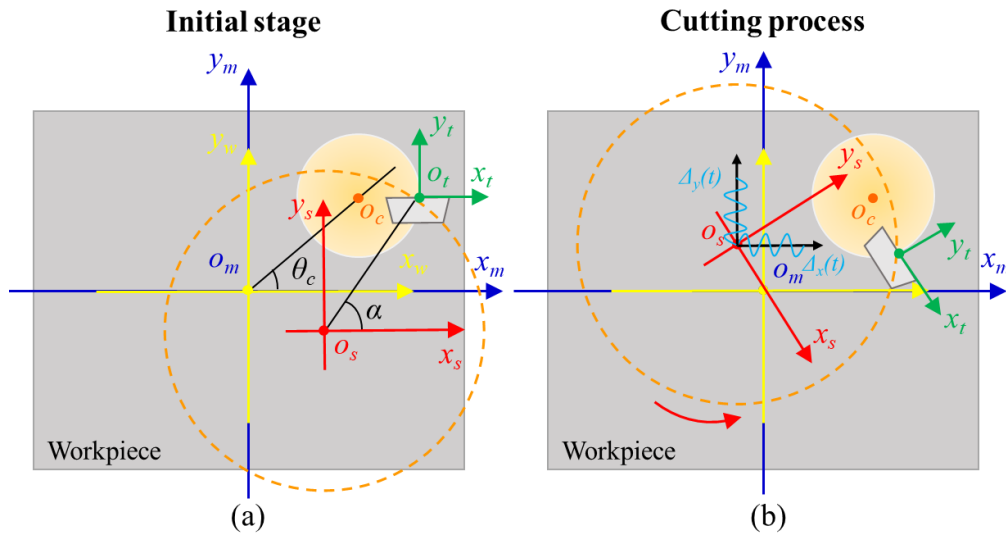 Initial stage
Cutting process
y_m
y_m
y_w
y_t
o_t
x_t
y_s
o_c
o_m
θ_c
x_w
x_m
α
o_s
x_s
Workpiece
(a)
y_s
Δ_y(t)
o_c
o_s
Δ_x(t)
o_m
y_t
x_m
x_s
x_t
Workpiece
(b)